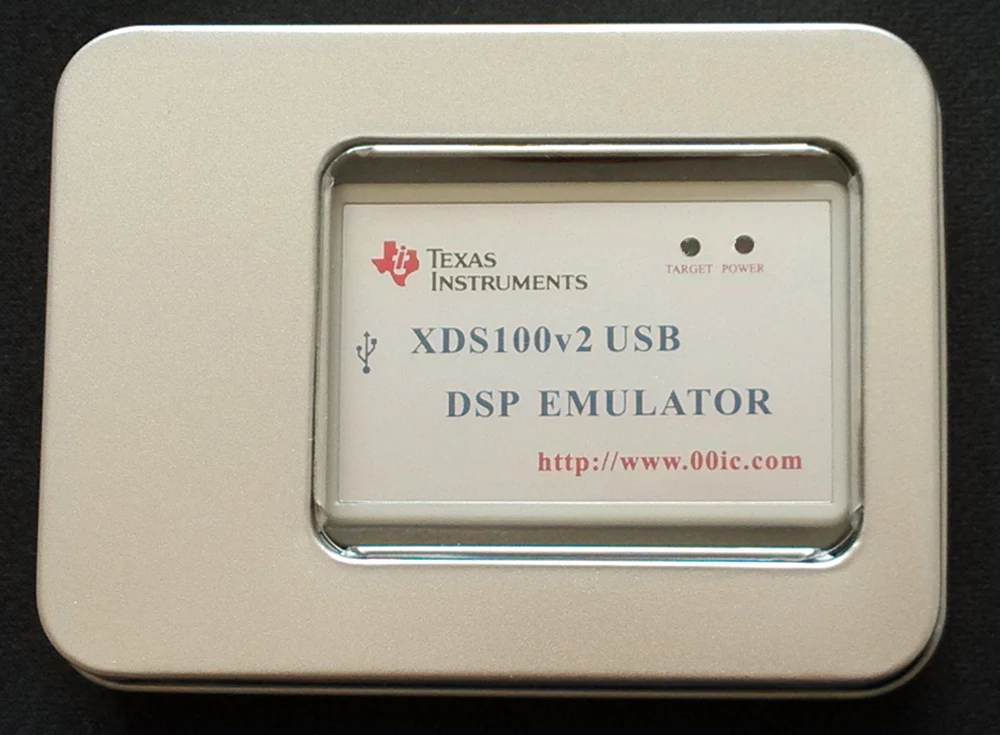 TEXAS
INSTRUMENTS
TARGET POWER
XDS100v2 USB
DSP EMULATOR
http://www.00ic.com